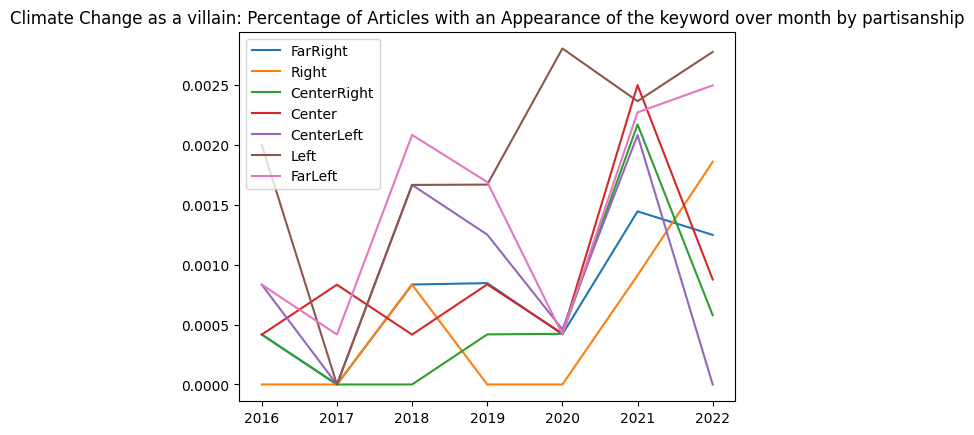 Climate Change as a villain: Percentage of Articles with an Appearance of the keyword over month by partisanship
FarRight
Right
CenterRight
Center
CenterLeft
Left
FarLeft
0.0025
0.0020
0.0015
0.0010
0.0005
0.0000
2016 2017 2018 2019 2020 2021 2022